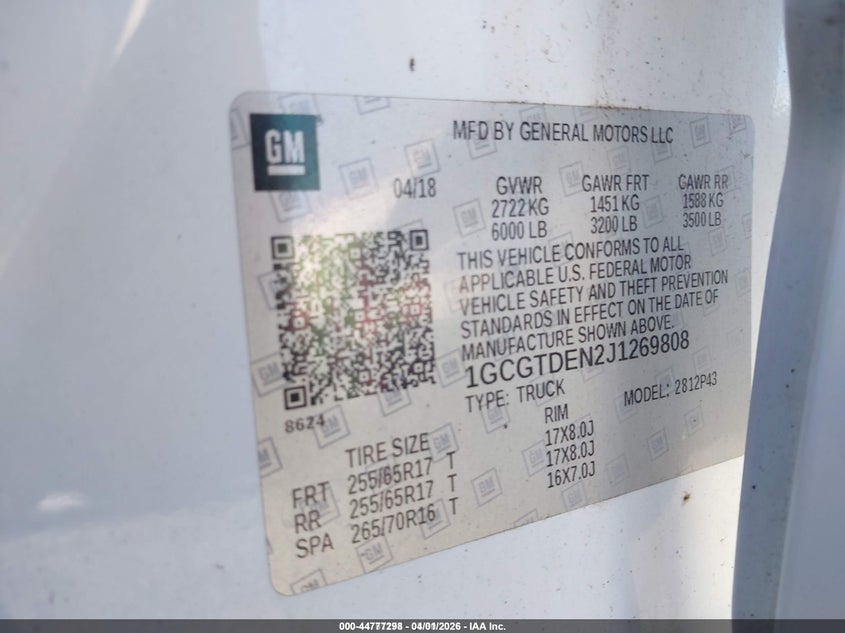 GM
MFD BY GENERAL MOTORS LLC
04/18
GVWR GAWR FRT GAWR RR
2722 KG 1451 KG 1588 KG
6000 LB 3200 LB 3500 LB
THIS VEHICLE CONFORMS TO ALL
APPLICABLE U.S. FEDERAL MOTOR
VEHICLE SAFETY AND THEFT PREVENTION
STANDARDS IN EFFECT ON THE DATE OF
MANUFACTURE SHOWN ABOVE.
1GCGTDEN2J1269808
TYPE: TRUCK MODEL: 2812P43
8624
TIRE SIZE RIM
FRT 255/65R17 T 17X8.0J
RR 255/65R17 T 17X8.0J
SPA 265/70R16 T 16X7.0J
000-44777298 - 04/01/2026 - IAA Inc.